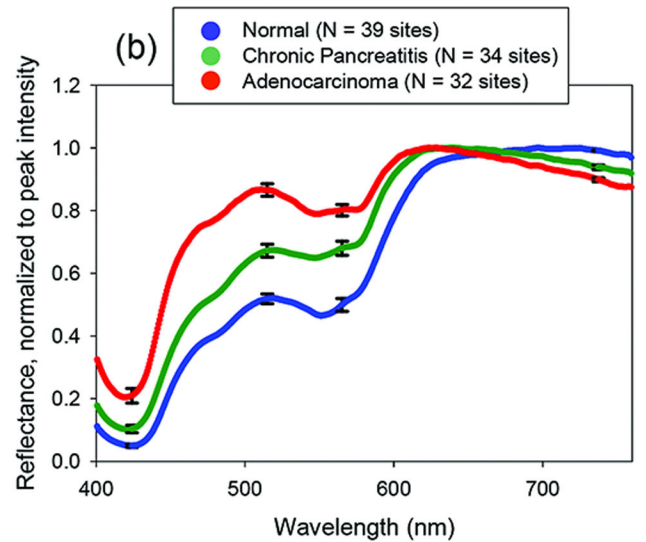 (b)
Normal (N = 39 sites)
Chronic Pancreatitis (N = 34 sites)
Adenocarcinoma (N = 32 sites)
Reflectance, normalized to peak intensity
1.2
1.0
0.8
0.6
0.4
0.2
0.0
400
500
600
700
Wavelength (nm)